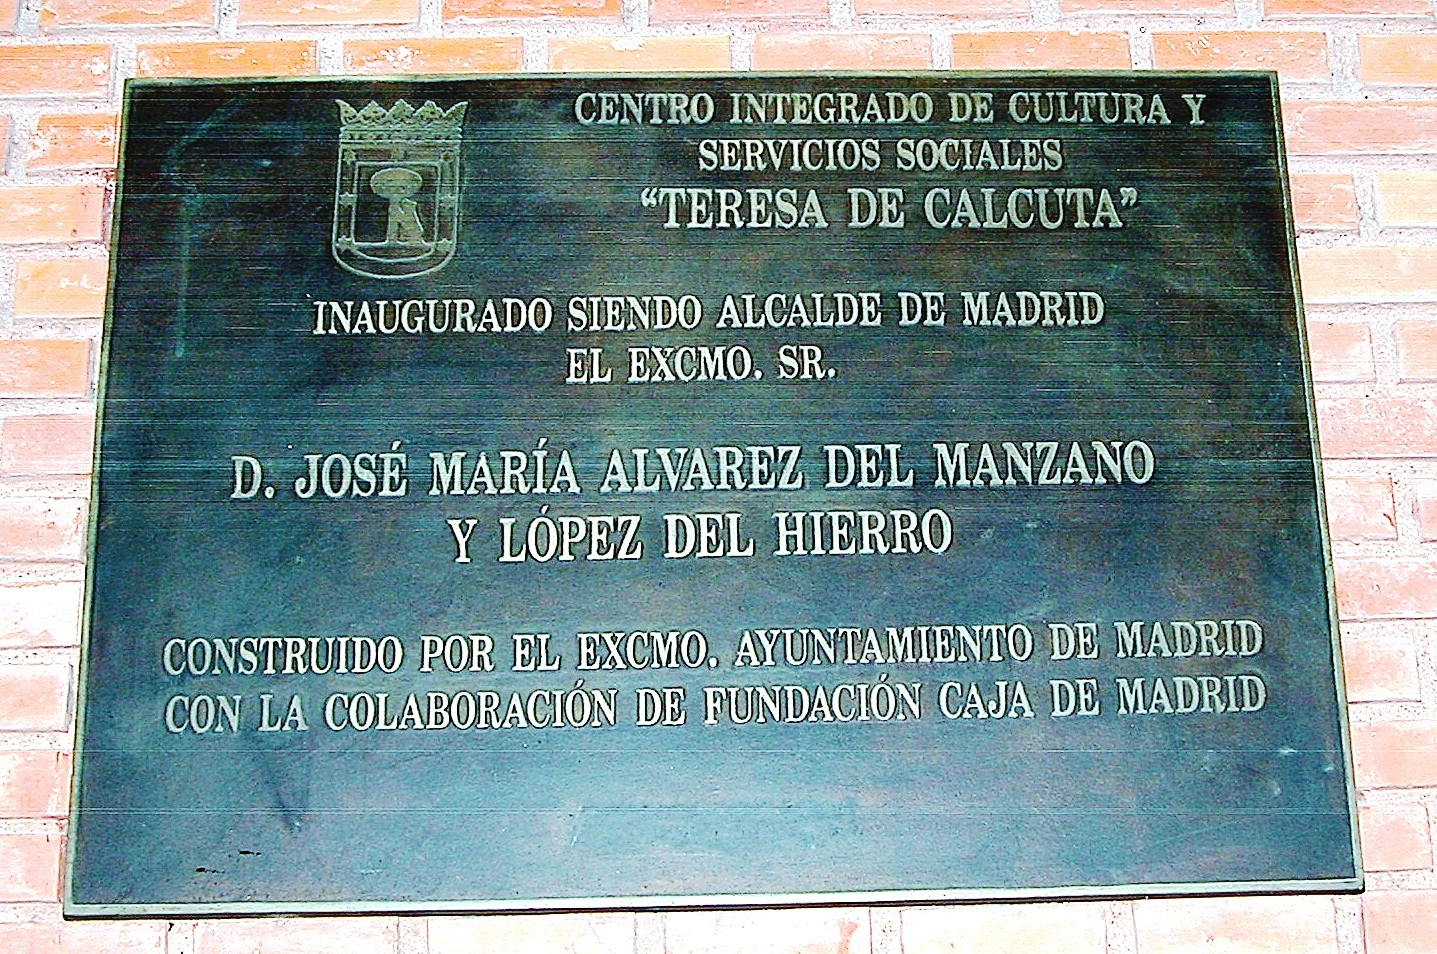 CENTRO INTEGRADO DE CULTURA Y
SERVICIOS SOCIALES
“TERESA DE CALCUTA”
INAUGURADO SIENDO ALCALDE DE MADRID
EL EXCMO. SR.
D. JOSÉ MARÍA ALVAREZ DEL MANZANO
Y LÓPEZ DEL HIERRO
CONSTRUIDO POR EL EXCMO. AYUNTAMIENTO DE MADRID
CON LA COLABORACIÓN DE FUNDACIÓN CAJA DE MADRID